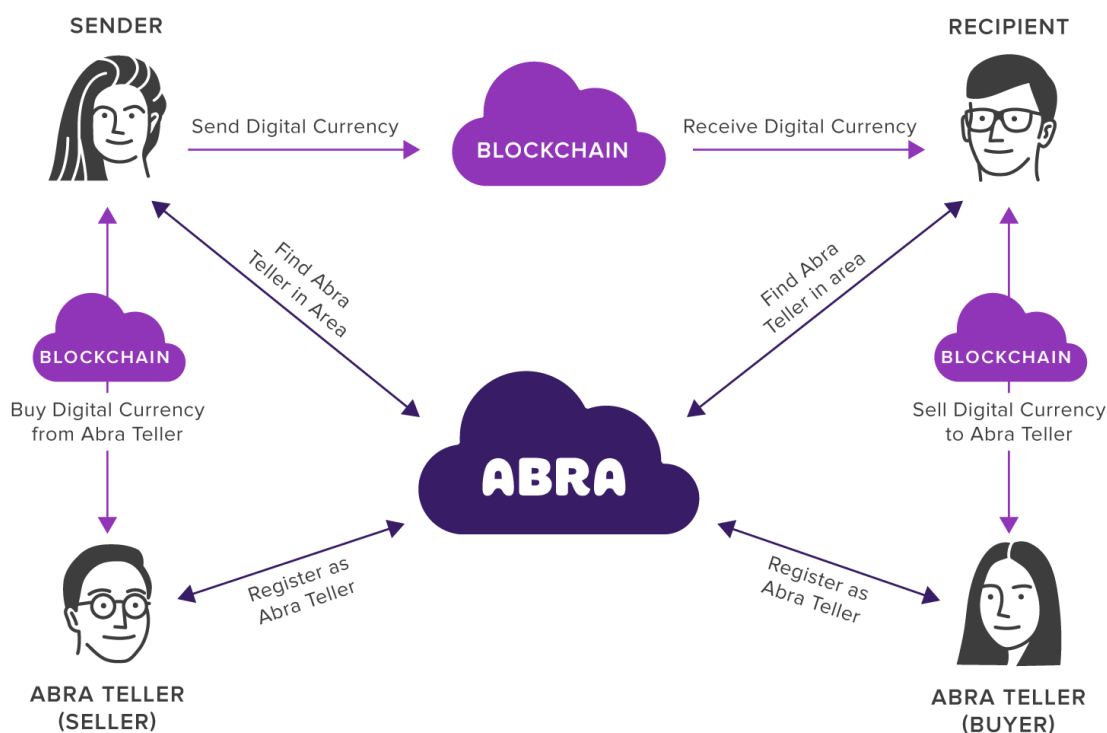 SENDER
RECIPIENT
Send Digital Currency
BLOCKCHAIN
Receive Digital Currency
Find Abra
Teller in Area
Find Abra
Teller in area
BLOCKCHAIN
BLOCKCHAIN
Buy Digital Currency
from Abra Teller
Sell Digital Currency
to Abra Teller
ABRA
Register as
Abra Teller
Register as
Abra Teller
ABRA TELLER
(SELLER)
ABRA TELLER
(BUYER)